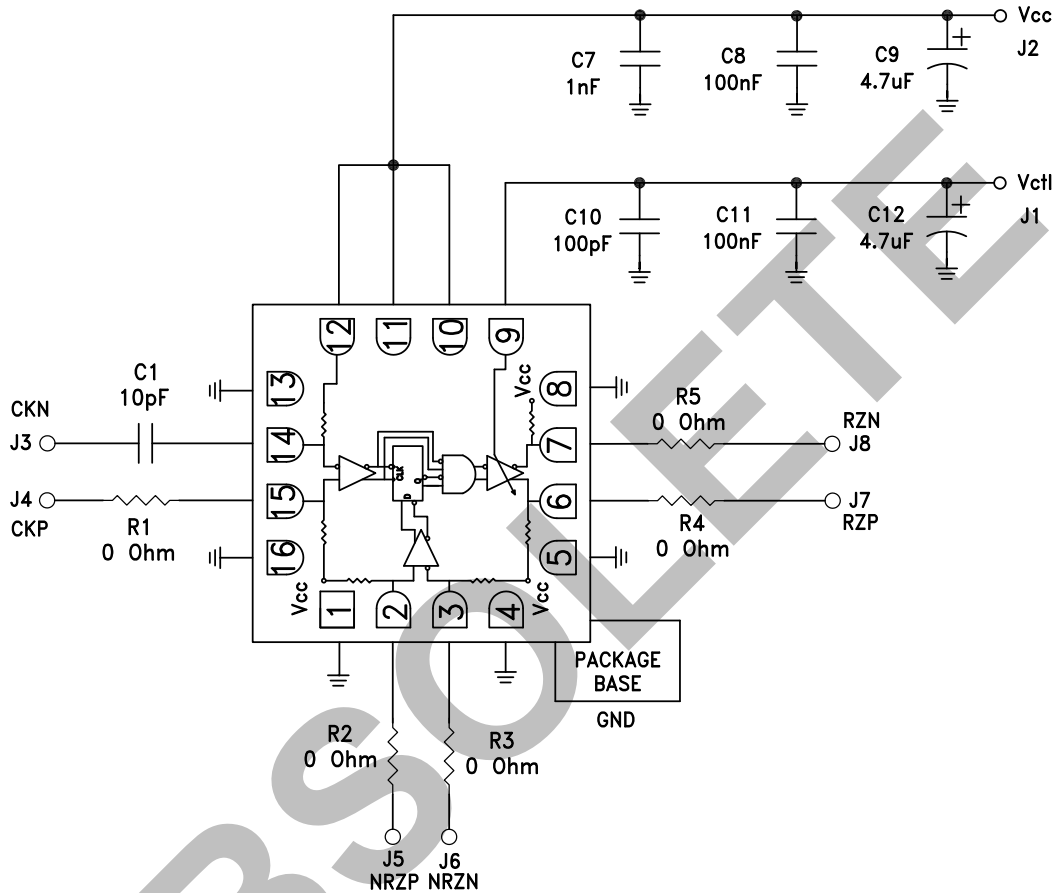 Vcc
J2
C7
1nF
C8
100nF
C9
4.7uF
+
Vctl
J1
C10
100pF
C11
100nF
C12
4.7uF
+
12
11
10
9
C1
10pF
CKN
J3
13
14
15
16
Vcc
8
7
6
5
CLK
D
Q
R5
0 Ohm
RZN
J8
J4
CKP
R1
0 Ohm
R4
0 Ohm
J7
RZP
Vcc
1
2
3
4
Vcc
PACKAGE
BASE
GND
R2
0 Ohm
R3
0 Ohm
J5
NRZP
J6
NRZN
BSOLETE